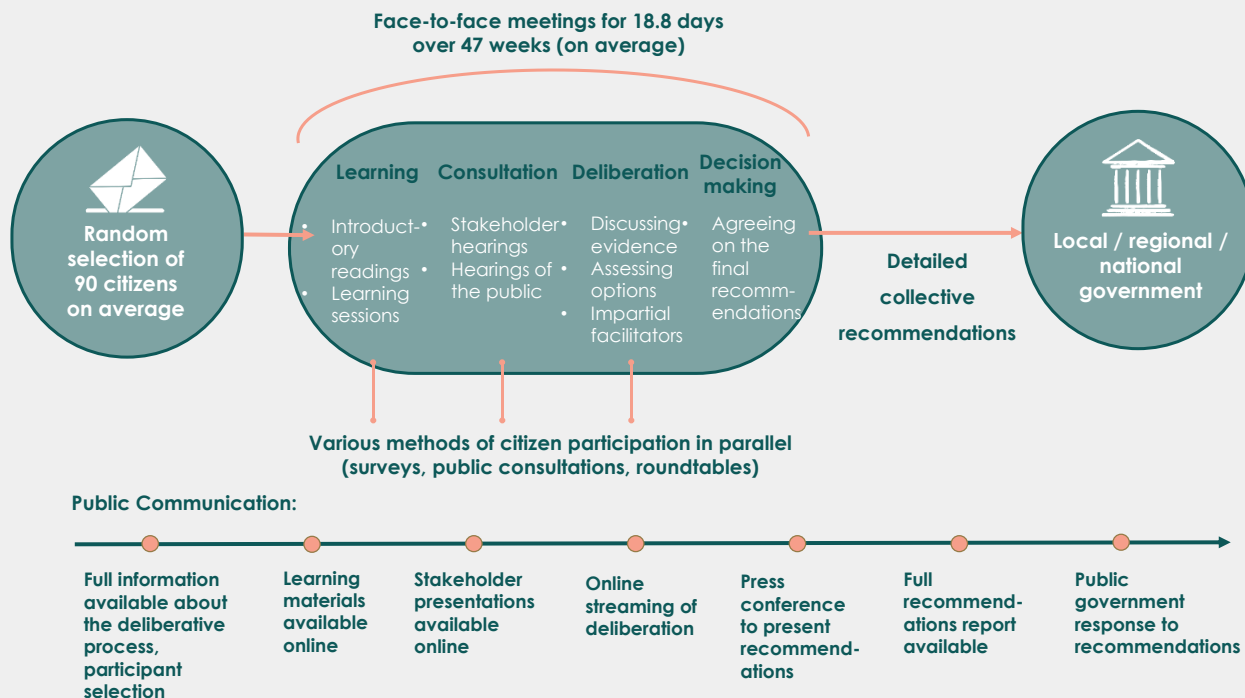 Face-to-face meetings for 18.8 days
over 47 weeks (on average)
Random
selection of
90 citizens
on average
Learning
• Introduct-
ory
readings
• Learning
sessions
Consultation
• Stakeholder
hearings
• Hearings of
the public
Deliberation
• Discussing
evidence
• Assessing
options
• Impartial
facilitators
Decision
making
• Agreeing
on the
final
recomm-
endations
Detailed
collective
recommendations
Local / regional /
national
government
Various methods of citizen participation in parallel
(surveys, public consultations, roundtables)
Public Communication:
Full information
available about
the deliberative
process,
participant
selection
Learning
materials
available
online
Stakeholder
presentations
available
online
Online
streaming of
deliberation
Press
conference
to present
recommend-
ations
Full
recommend-
ations report
available
Public
government
response to
recommendations